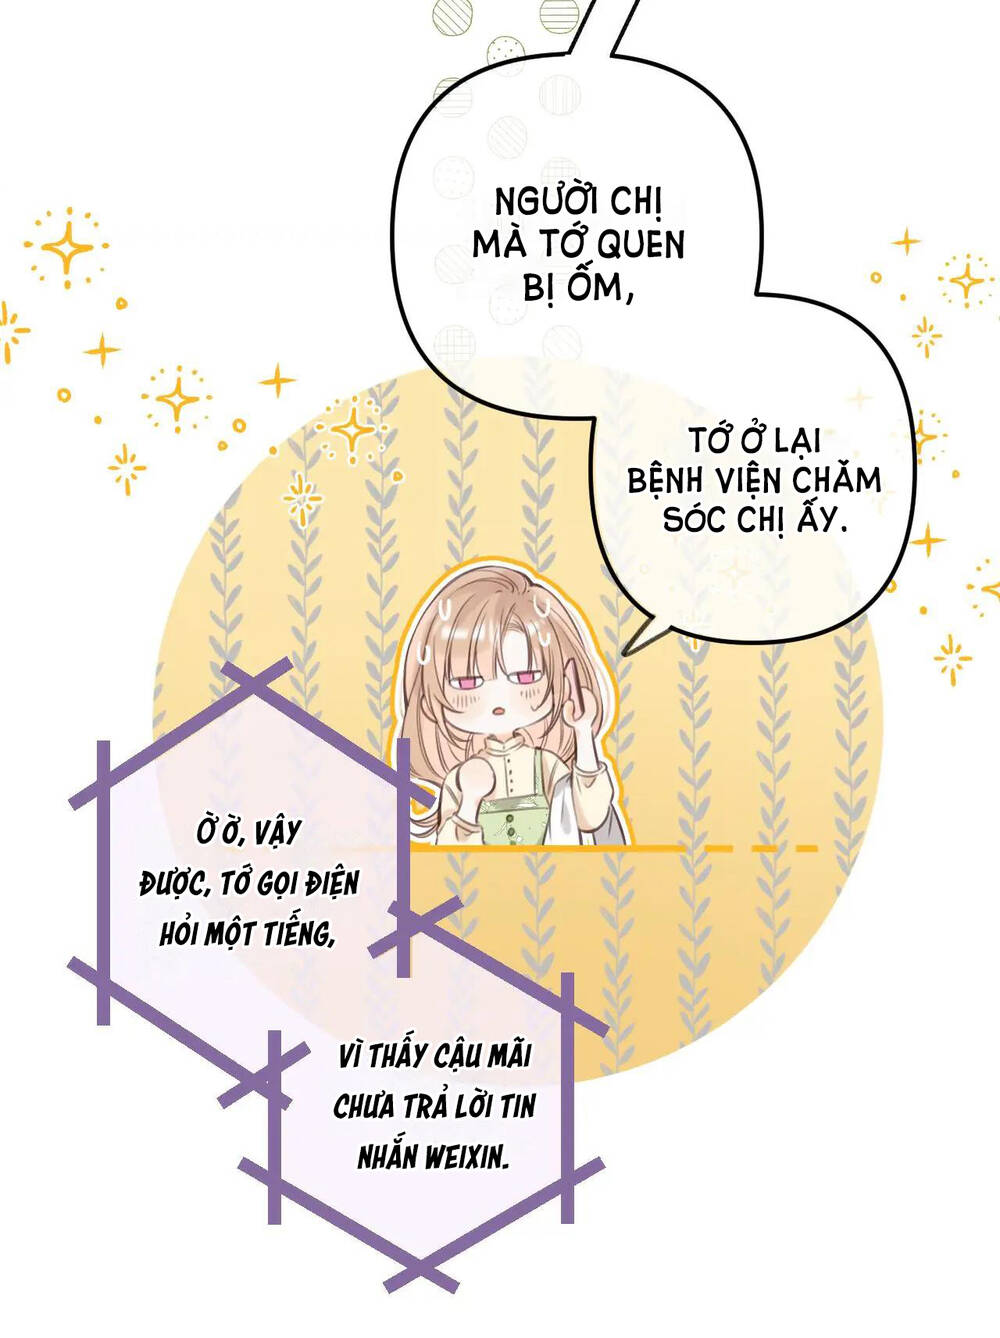 NGƯỜI CHỊ
MÀ TỚ QUEN
BỊ ỐM,
TỚ Ở LẠI
BỆNH VIỆN CHĂM
SÓC CHỊ ẤY.
Ờ Ờ, VẬY
ĐƯỢC, TỚ GỌI ĐIỆN
HỎI MỘT TIẾNG,
VÌ THẤY CẬU MÃI
CHƯA TRẢ LỜI TIN
NHẮN WEIXIN.